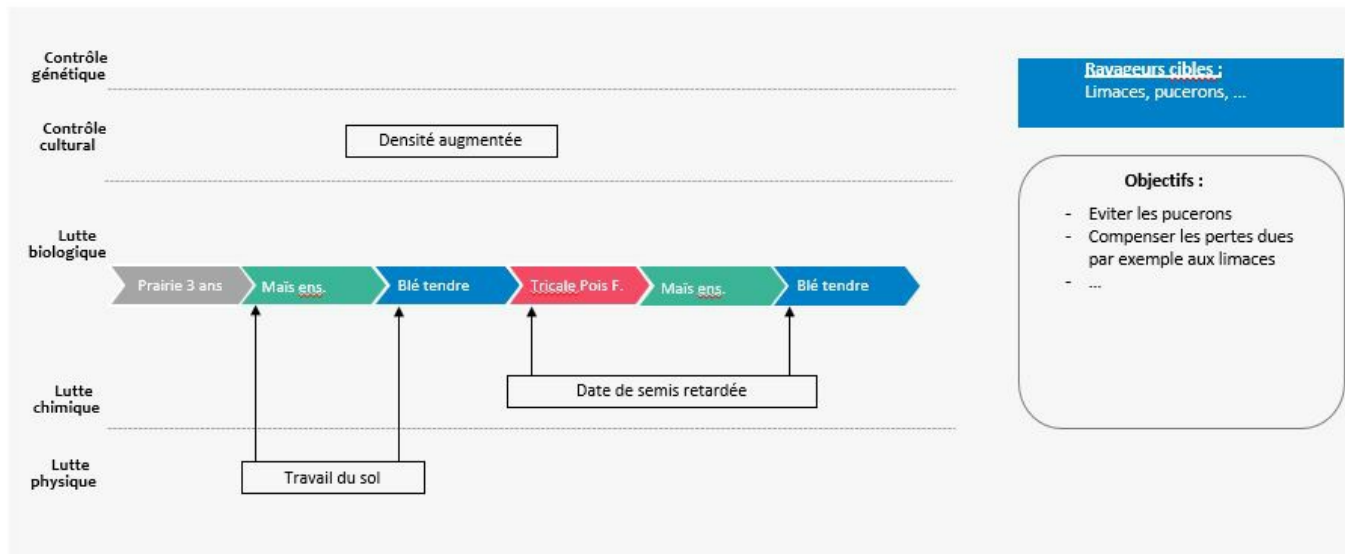 Contrôle
génétique
Contrôle
cultural
Densité augmentée
Lutte
biologique
Prairie 3 ans
Maïs ens.
Blé tendre
Tricale Pois F.
Maïs ens.
Blé tendre
Date de semis retardée
Lutte
chimique
Lutte
physique
Travail du sol
Ravageurs cibles :
Limaces, pucerons, ...
Objectifs :
- Eviter les pucerons
- Compenser les pertes dues
par exemple aux limaces
- ...